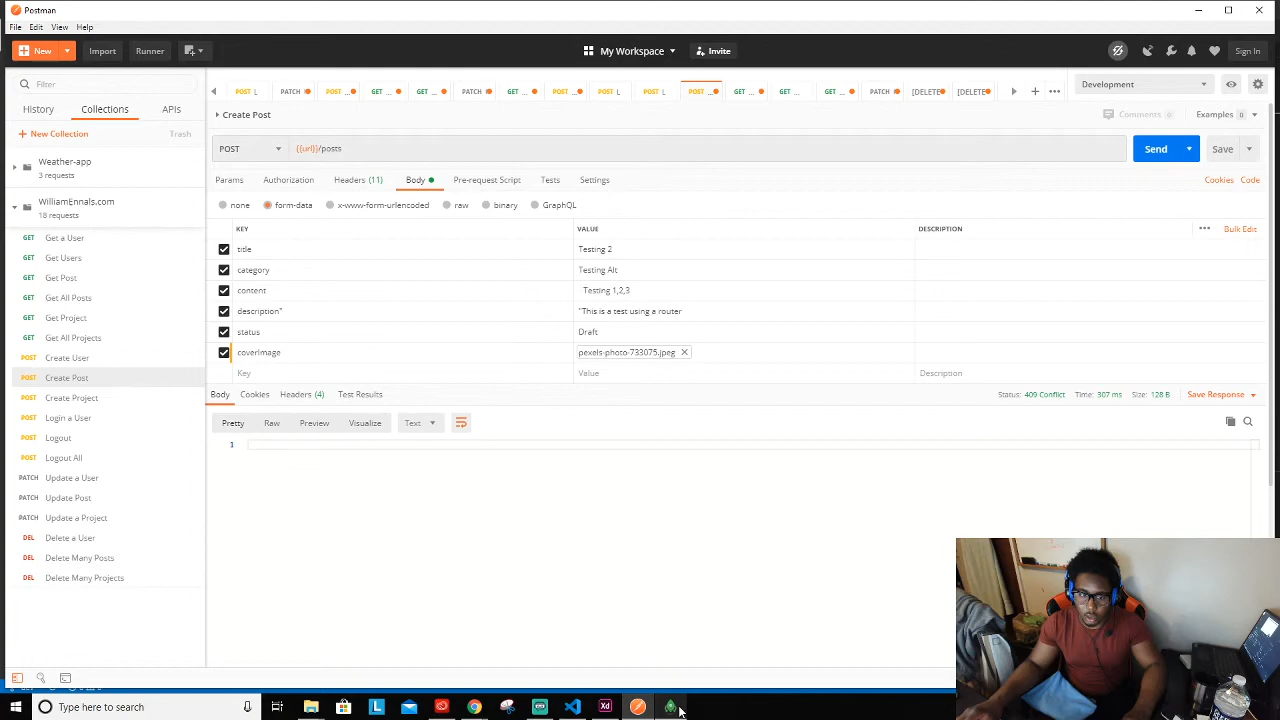 Postman
File Edit View Help
New Import Runner My Workspace Invite Sign In
Filter
History Collections APIs
New Collection Trash
Weather-app
3 requests
WilliamEnnals.com
18 requests
GET Get a User
GET Get Users
GET Get Post
GET Get All Posts
GET Get Project
GET Get All Projects
POST Create User
POST Create Post
POST Create Project
POST Login a User
POST Logout
POST Logout All
PATCH Update a User
PATCH Update Post
PATCH Update a Project
DEL Delete a User
DEL Delete Many Posts
DEL Delete Many Projects
POST L PATCH POST ... GET ... GET ... PATCH GET ... POST ... POST L POST L POST ... GET ... GET ... GET ... PATCH [DELETE [DELETE Development
Create Post Comments 0 Examples 0
POST {{url}}/posts Send Save
Params Authorization Headers (11) Body Pre-request Script Tests Settings Cookies Code
none form-data x-www-form-urlencoded raw binary GraphQL
KEY VALUE DESCRIPTION Bulk Edit
title Testing 2
category Testing Alt
content Testing 1,2,3
description" "This is a test using a router
status Draft
coverImage pexels-photo-733075.jpeg
Key Value Description
Body Cookies Headers (4) Test Results Status: 409 Conflict Time: 307 ms Size: 128 B Save Response
Pretty Raw Preview Visualize Text
1
Type here to search L Xd